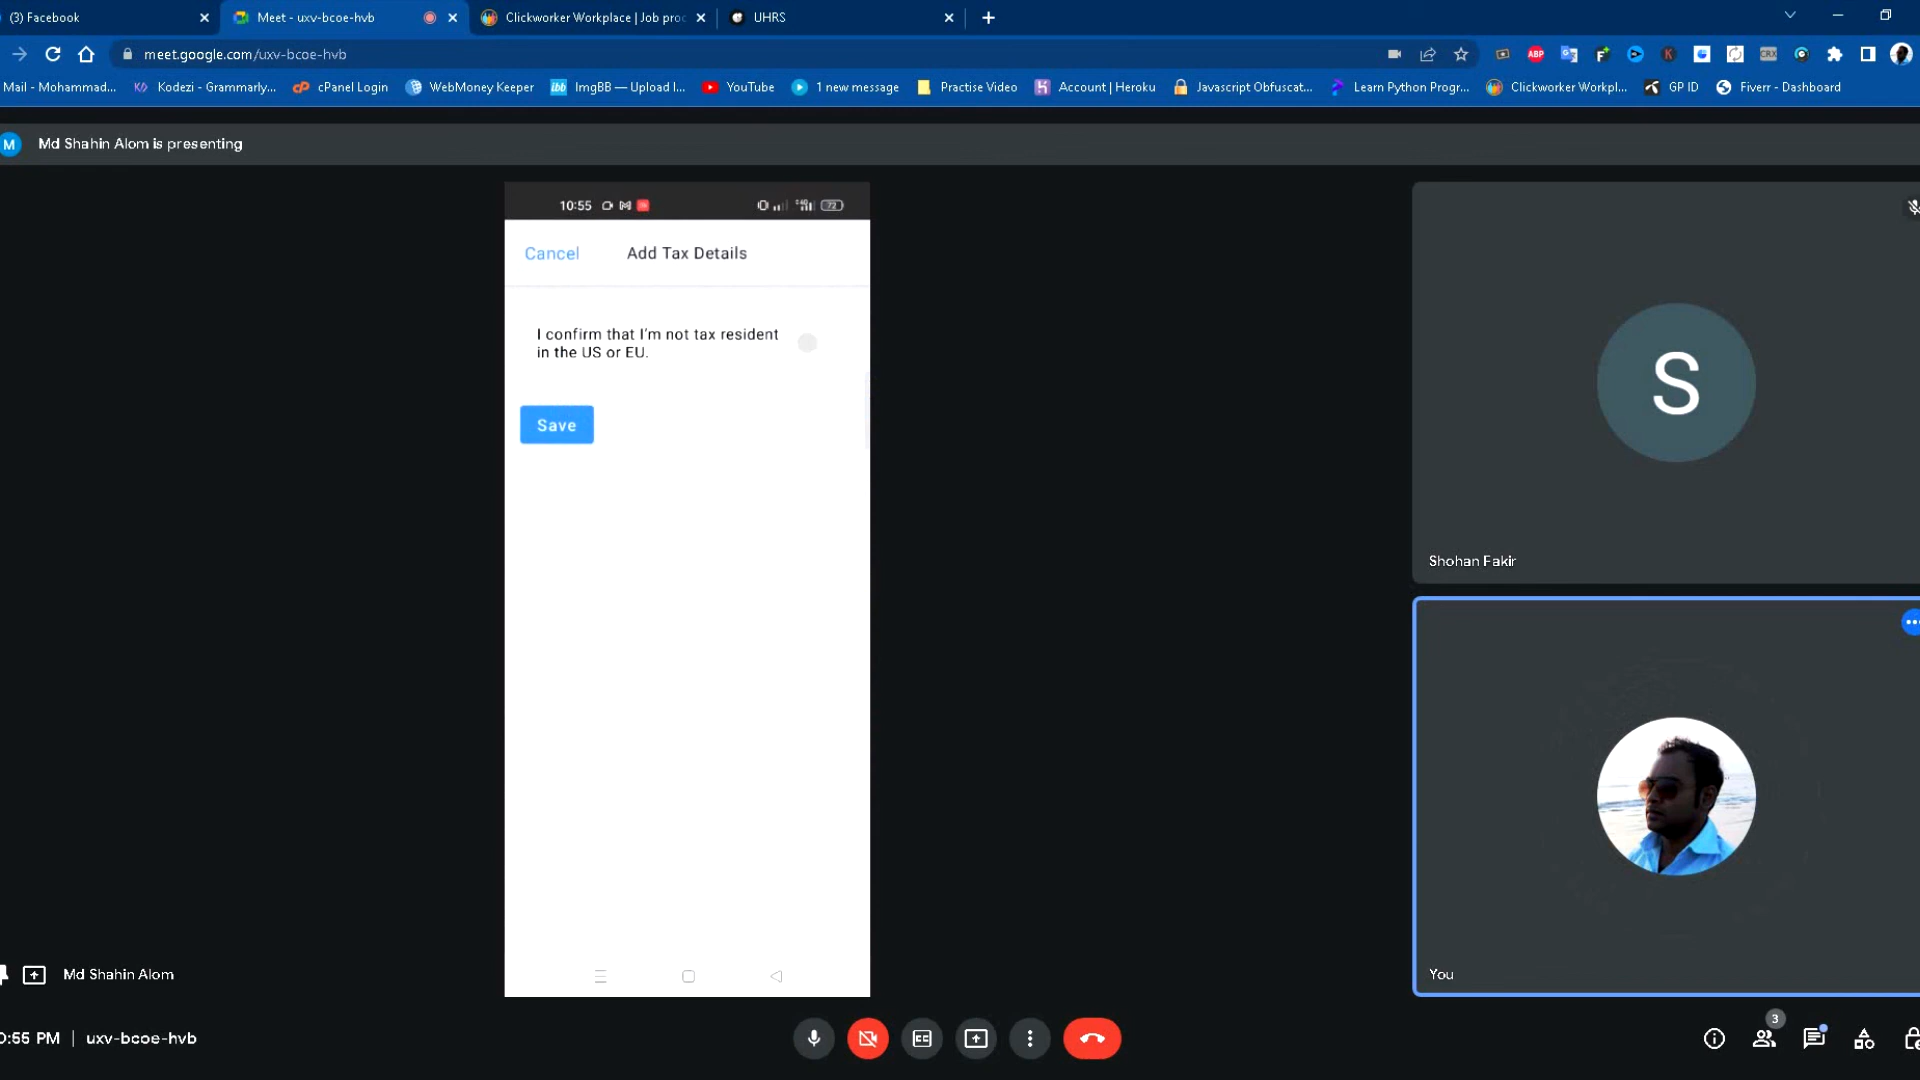 (3) Facebook
Meet - uxv-bcoe-hvb
Clickworker Workplace | Job proc
UHRS
meet.google.com/uxv-bcoe-hvb
Mail - Mohammad...
Kodezi - Grammarly...
cPanel Login
WebMoney Keeper
ImgBB — Upload I...
YouTube
1 new message
Practise Video
Account | Heroku
Javascript Obfuscat...
Learn Python Progr...
Clickworker Workpl...
GP ID
Fiverr - Dashboard
ABP
CRX
M
Md Shahin Alom is presenting
10:55
72
Cancel
Add Tax Details
I confirm that I'm not tax resident
in the US or EU.
Save
S
Shohan Fakir
You
Md Shahin Alom
0:55 PM | uxv-bcoe-hvb
3